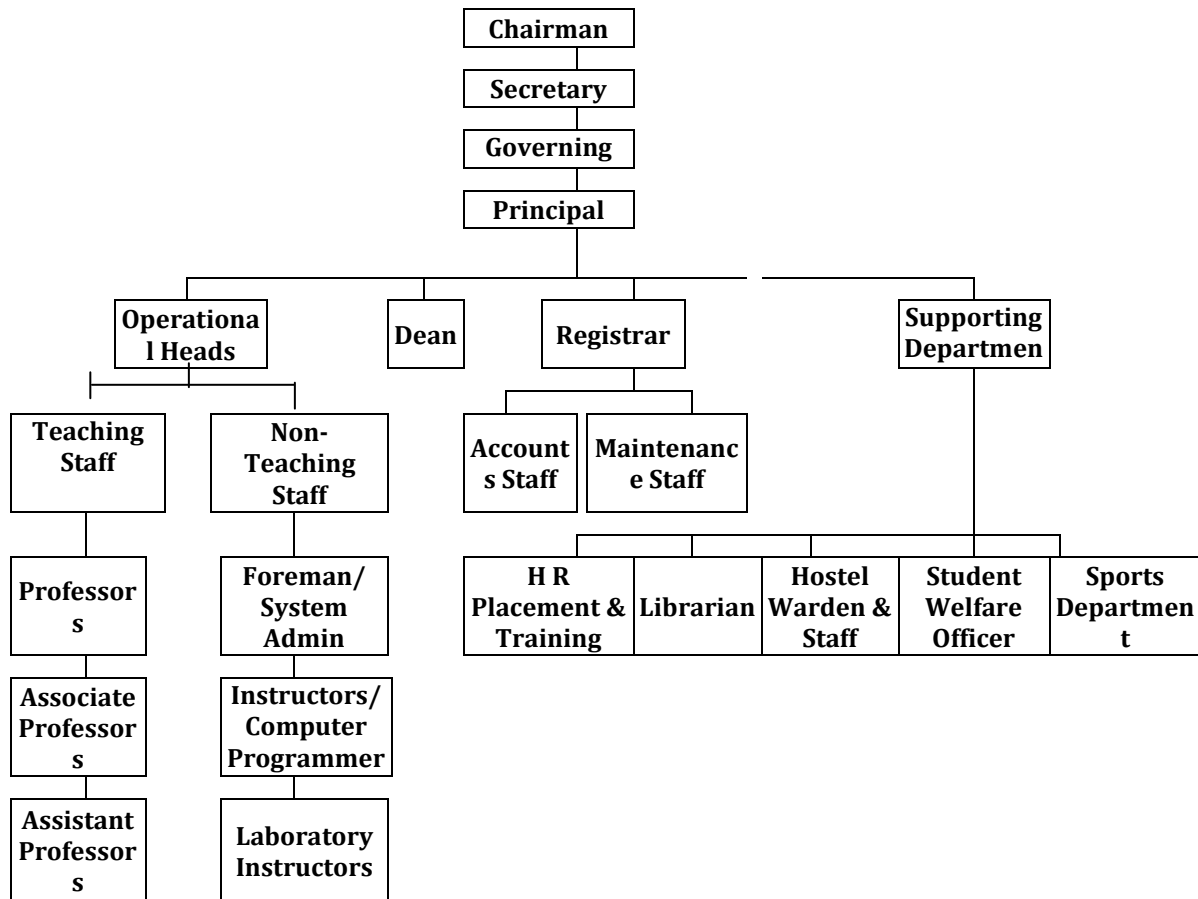 Chairman
Secretary
Governing
Principal
Operationa
l Heads
Dean
Registrar
Supporting
Departmen
Teaching
Staff
Non-
Teaching
Staff
Account
s Staff
Maintenanc
e Staff
Professor
s
Foreman/
System
Admin
H R
Placement &
Training
Librarian
Hostel
Warden &
Staff
Student
Welfare
Officer
Sports
Departmen
t
Associate
Professor
s
Instructors/
Computer
Programmer
Assistant
Professor
s
Laboratory
Instructors